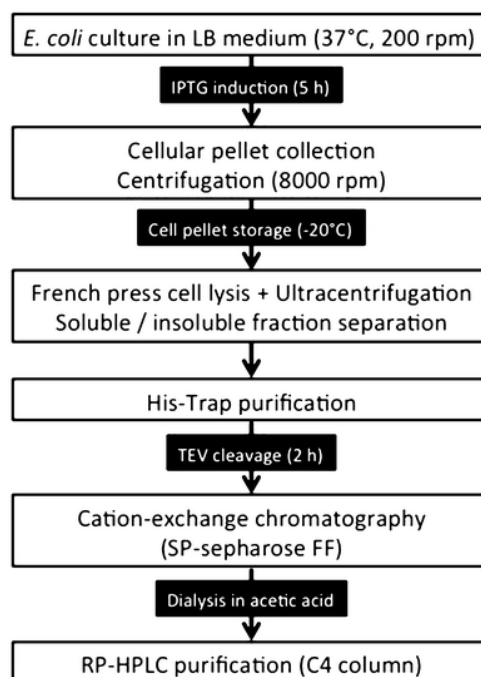 E. coli culture in LB medium (37°C, 200 rpm)
IPTG induction (5 h)
Cellular pellet collection
Centrifugation (8000 rpm)
Cell pellet storage (-20°C)
French press cell lysis + Ultracentrifugation
Soluble / insoluble fraction separation
His-Trap purification
TEV cleavage (2 h)
Cation-exchange chromatography
(SP-sepharose FF)
Dialysis in acetic acid
RP-HPLC purification (C4 column)